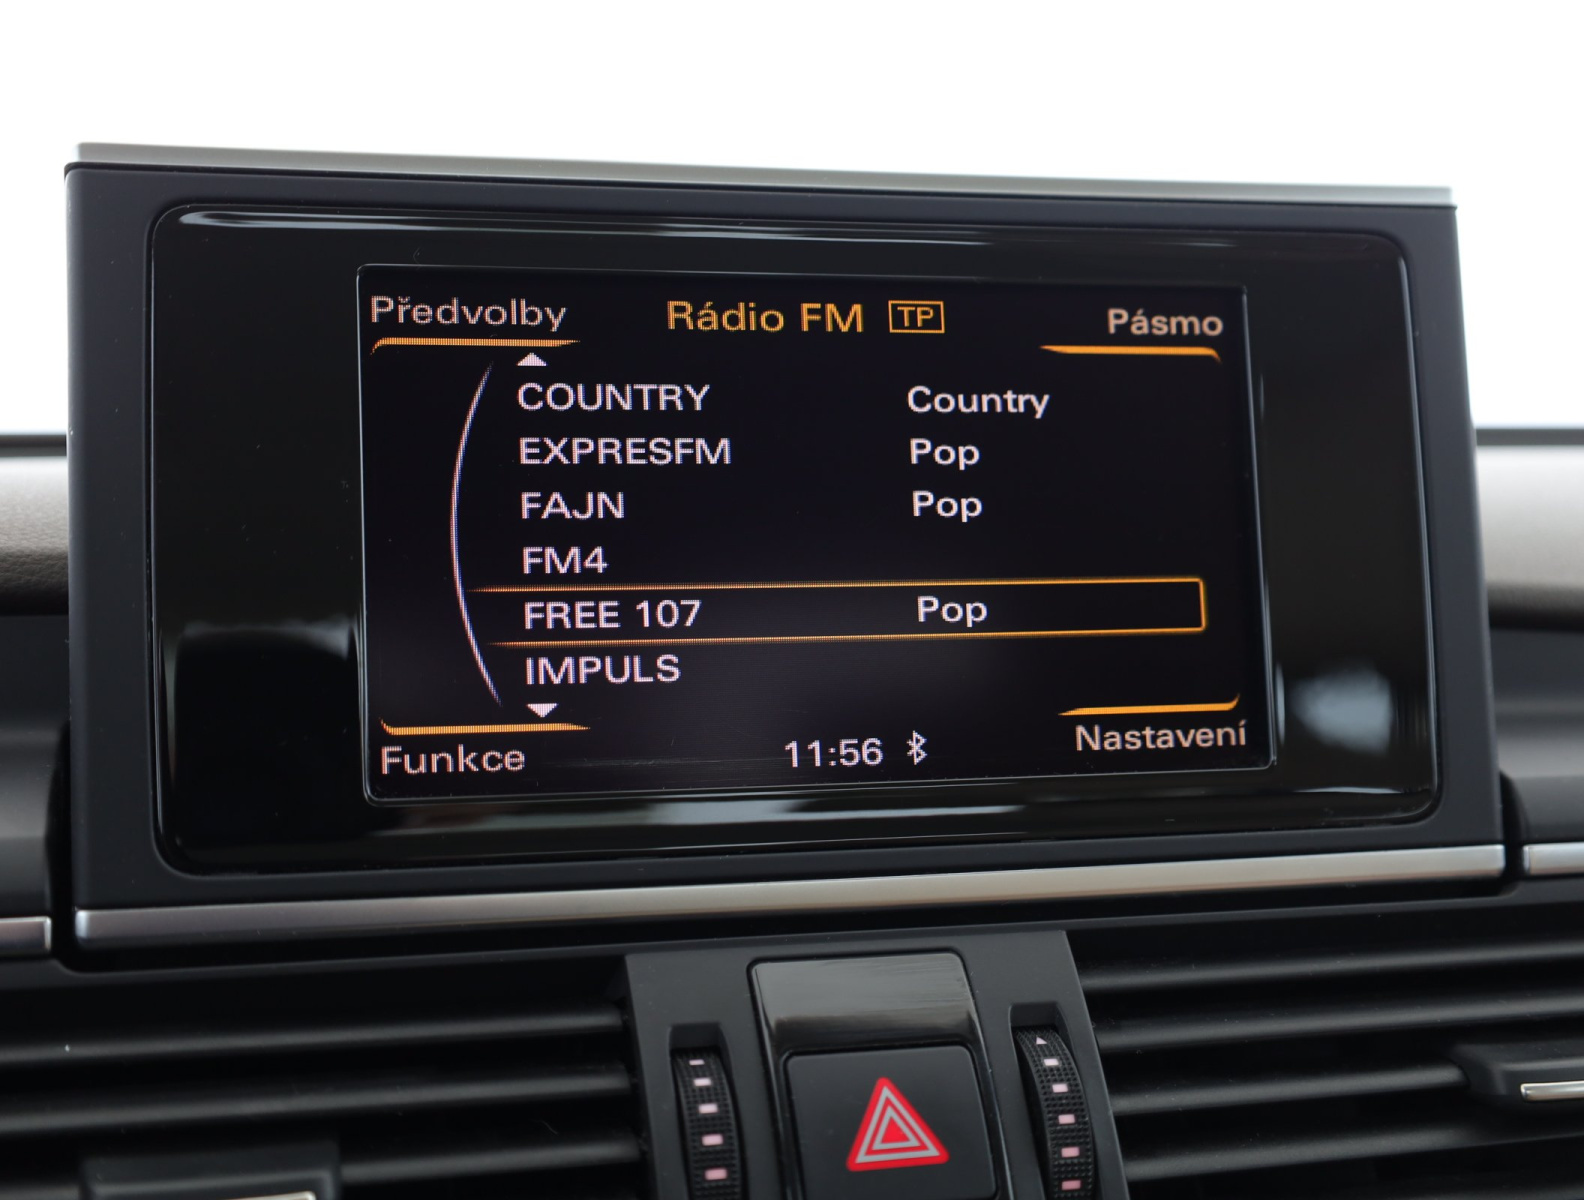 Předvolby Rádio FM TP Pásmo
COUNTRY Country
EXPRESFM Pop
FAJN Pop
FM4
FREE 107 Pop
IMPULS
Funkce 11:56 Nastavení